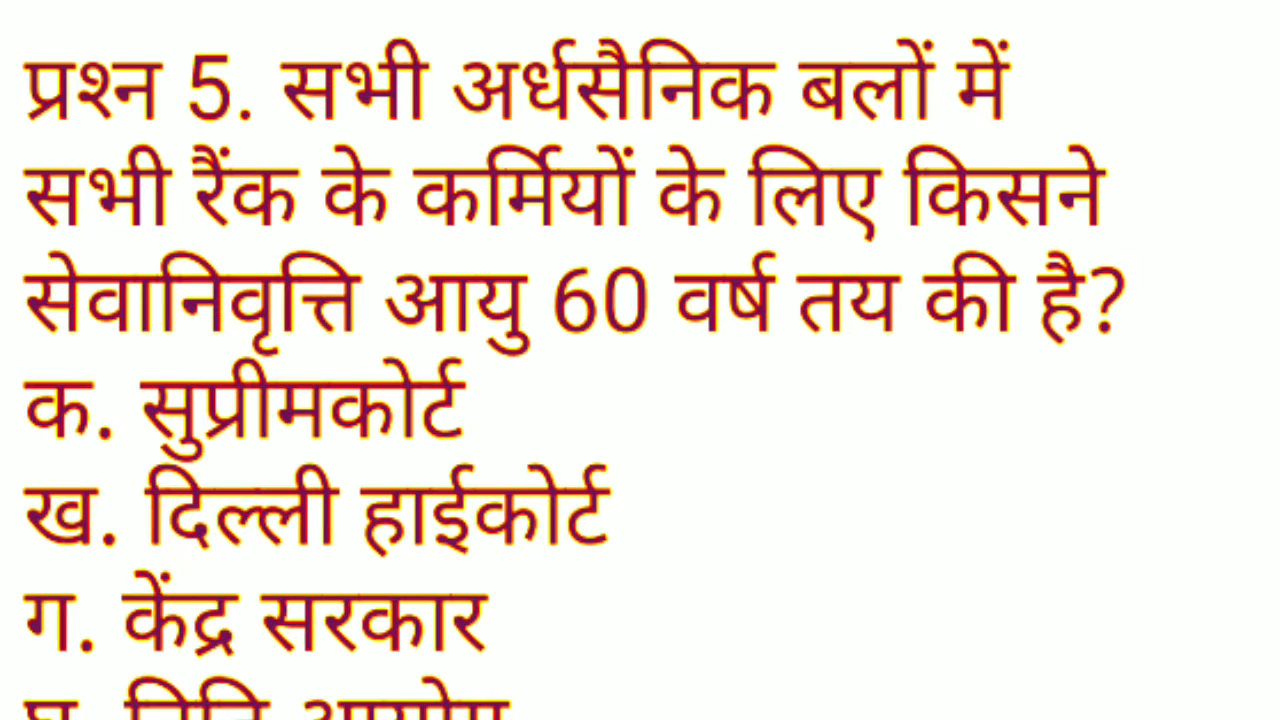 प्रश्न 5. सभी अर्धसैनिक बलों में
सभी रैंक के कर्मियों के लिए किसने
सेवानिवृत्ति आयु 60 वर्ष तय की है?
क. सुप्रीमकोर्ट
ख. दिल्ली हाईकोर्ट
ग. केंद्र सरकार